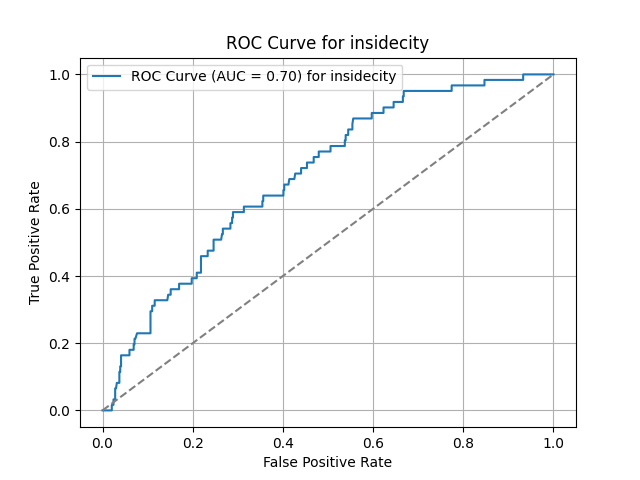 ROC Curve for insidecity
ROC Curve (AUC = 0.70) for insidecity
1.0
0.8
0.6
0.4
0.2
0.0
True Positive Rate
0.0 0.2 0.4 0.6 0.8 1.0
False Positive Rate